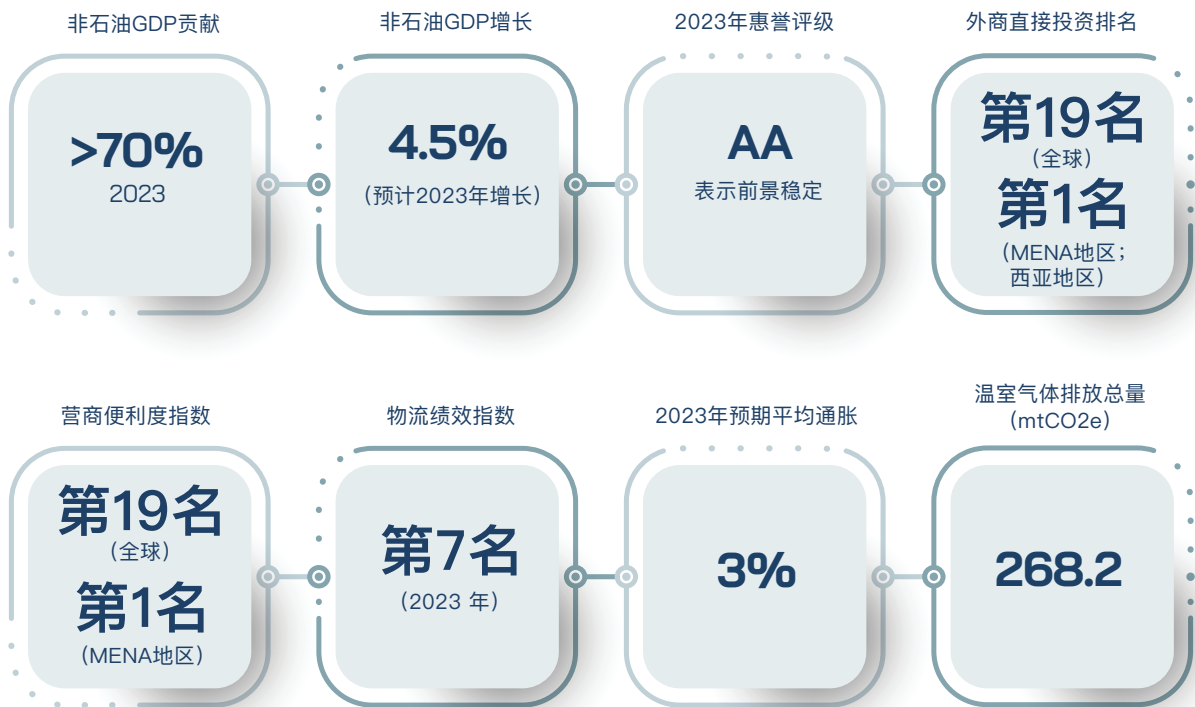 非石油GDP贡献
>70%
2023
非石油GDP增长
4.5%
(预计2023年增长)
2023年惠誉评级
AA
表示前景稳定
外商直接投资排名
第19名
(全球)
第1名
(MENA地区；
西亚地区)
营商便利度指数
第19名
(全球)
第1名
(MENA地区)
物流绩效指数
第7名
(2023 年)
2023年预期平均通胀
3%
温室气体排放总量
(mtCO2e)
268.2